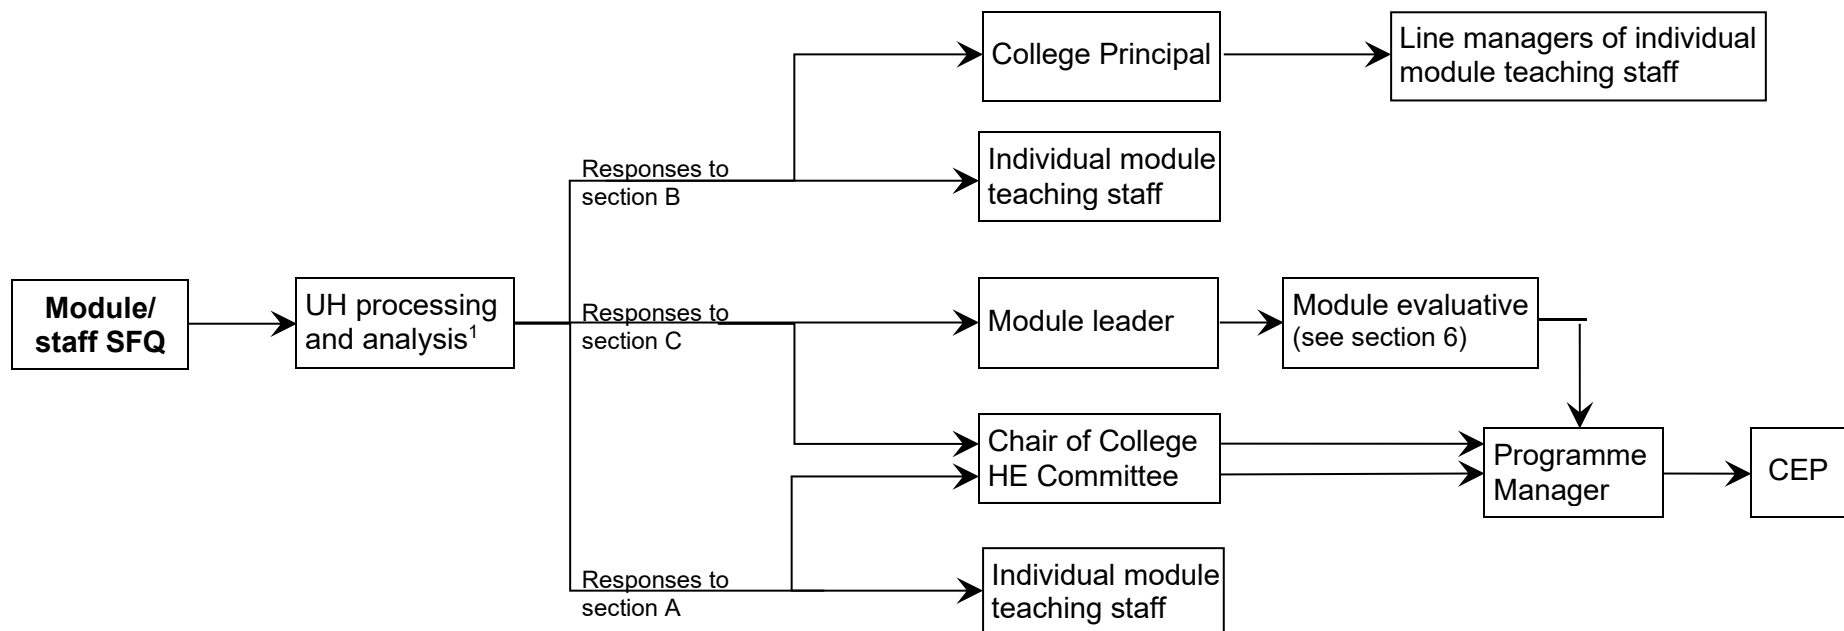 College Principal
Line managers of individual
module teaching staff
Responses to
section B
Individual module
teaching staff
Module/
staff SFQ
UH processing
and analysis¹
Responses to
section C
Module leader
Module evaluative
(see section 6)
Chair of College
HE Committee
Programme
Manager
CEP
Responses to
section A
Individual module
teaching staff